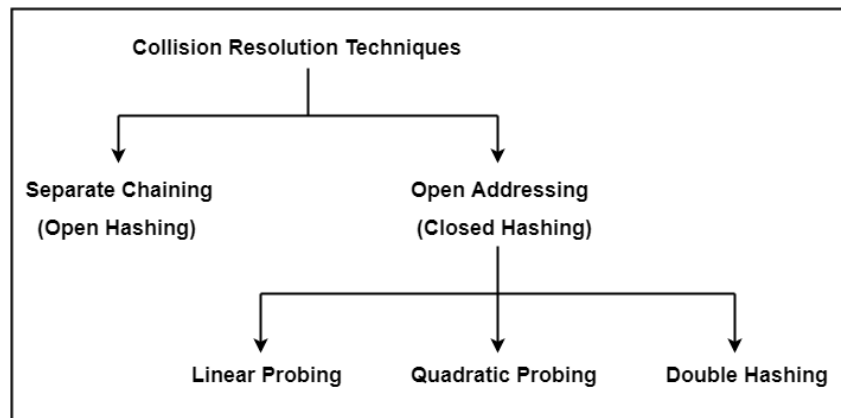 Collision Resolution Techniques
Separate Chaining
(Open Hashing)
Open Addressing
(Closed Hashing)
Linear Probing
Quadratic Probing
Double Hashing